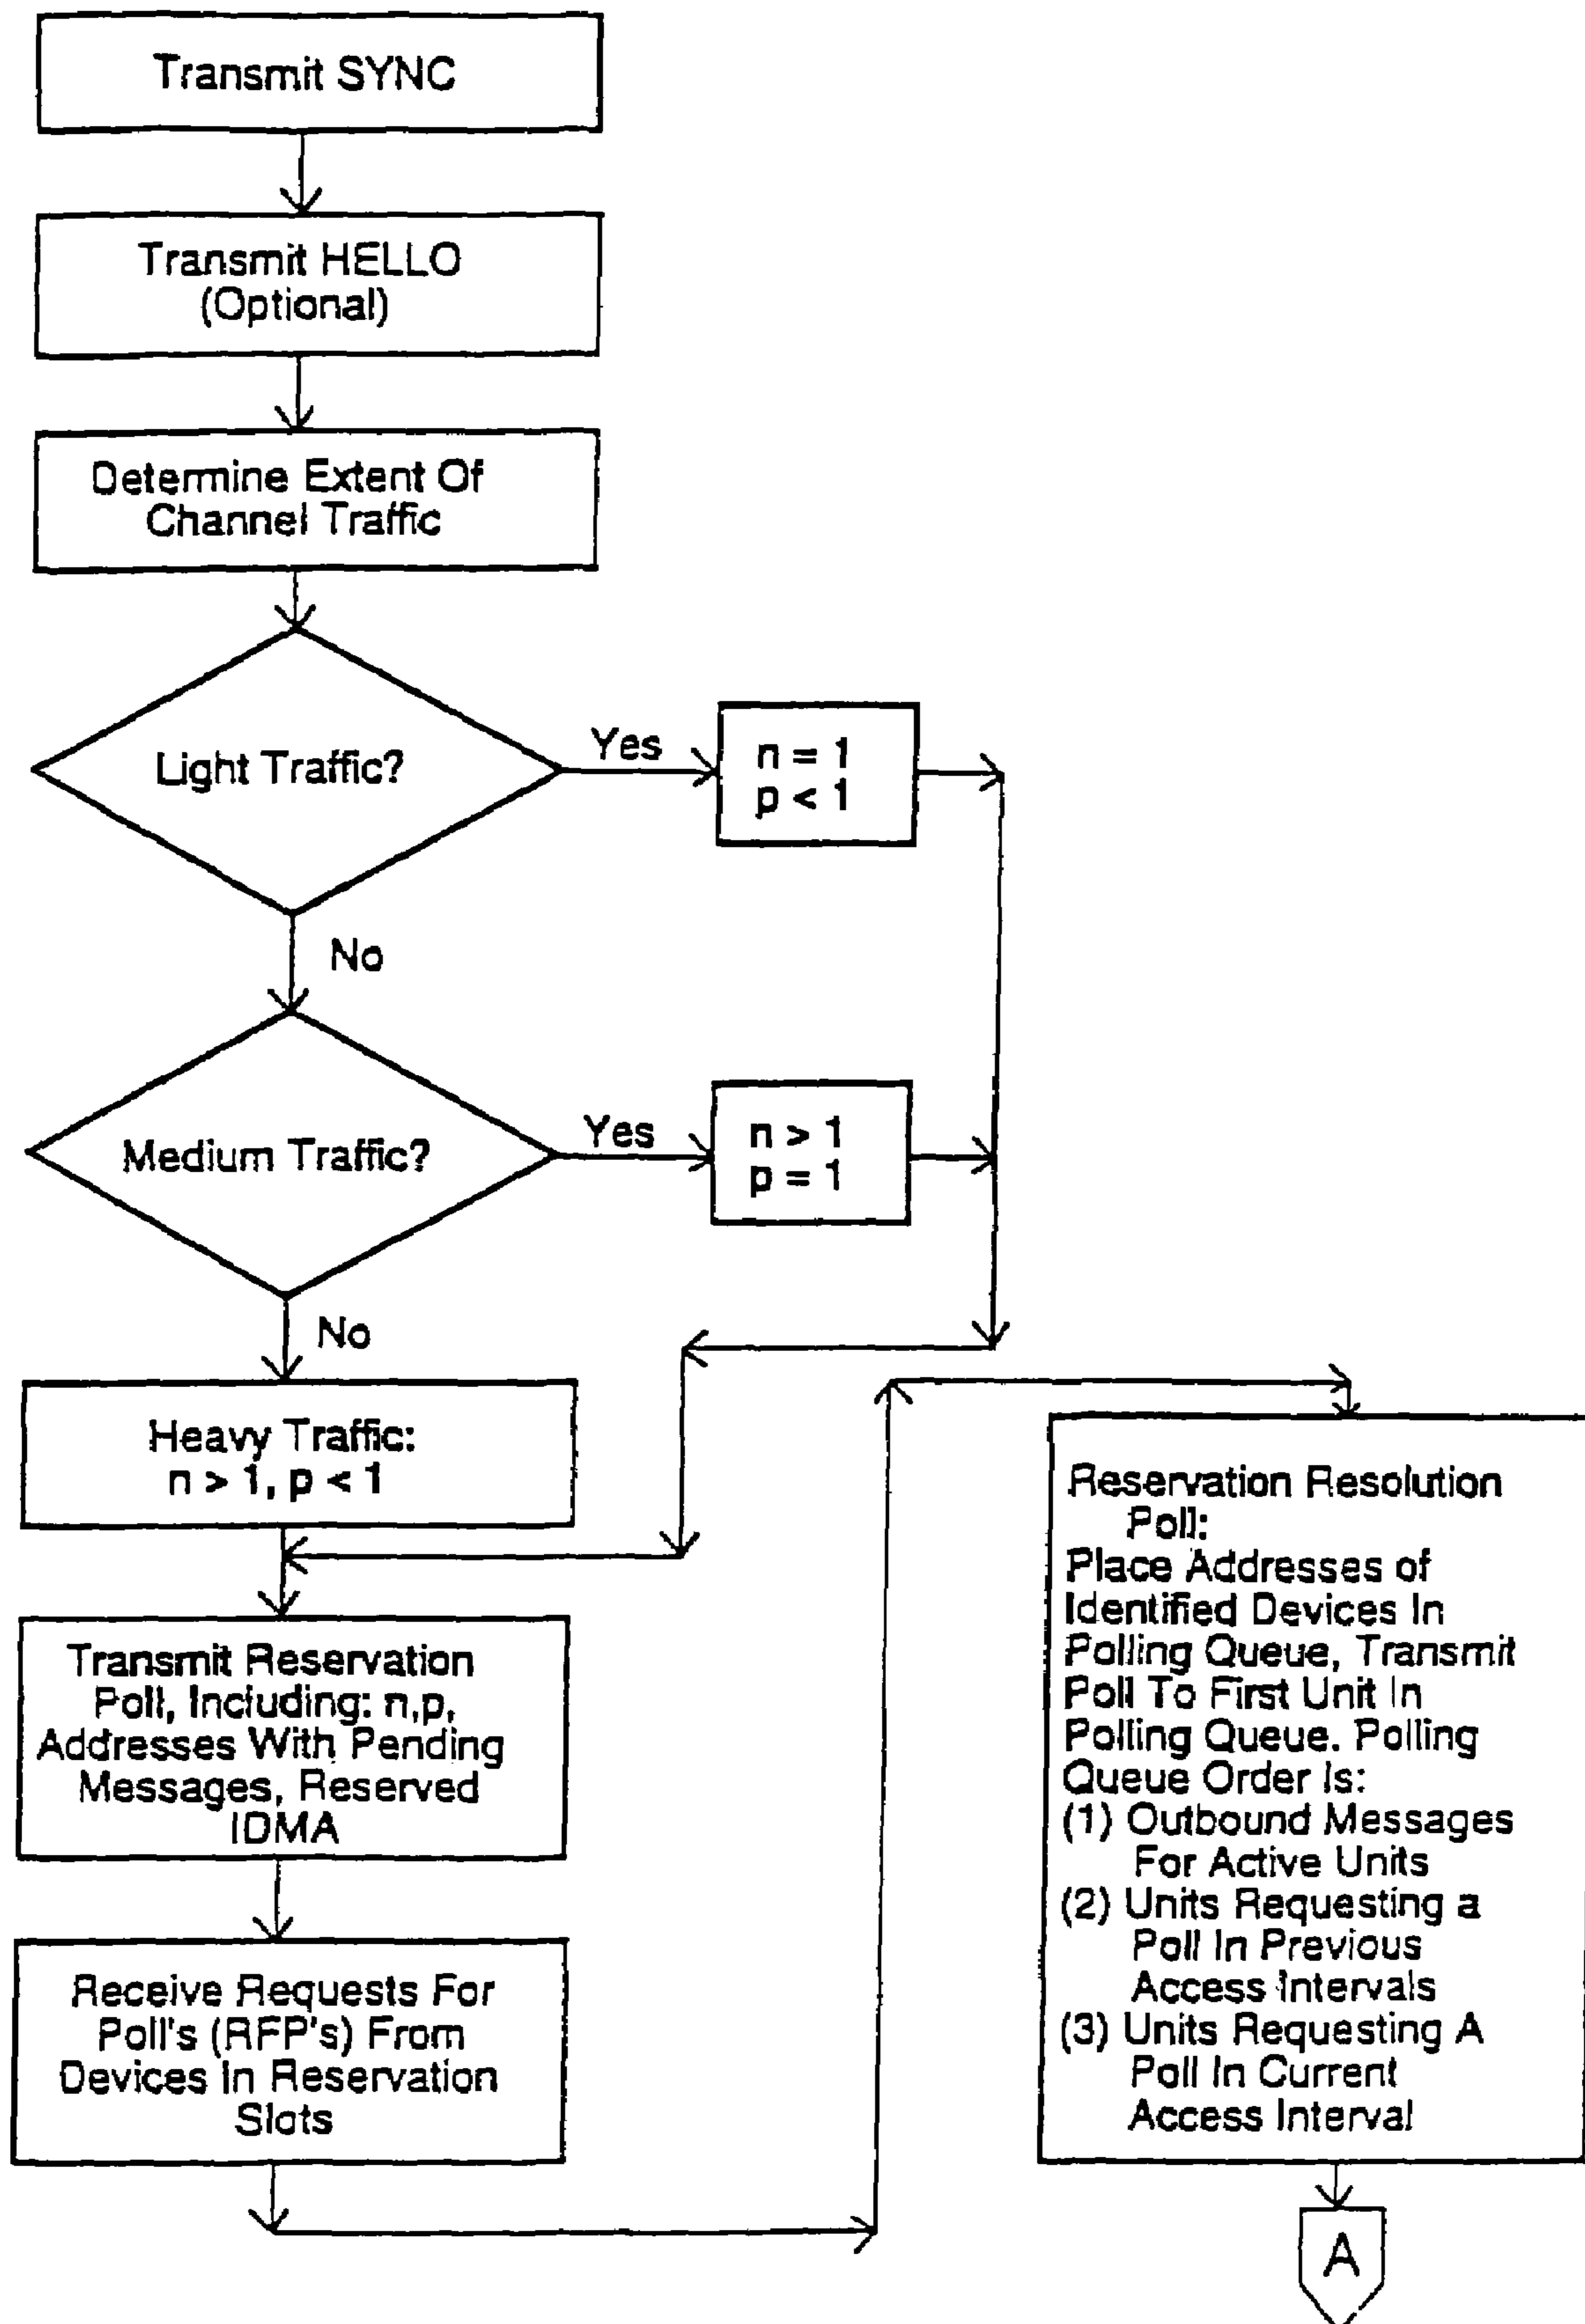 Transmit SYNC
Transmit HELLO
(Optional)
Determine Extent Of
Channel Traffic
Light Traffic?
Yes
n = 1
p < 1
No
Medium Traffic?
Yes
n > 1
p = 1
No
Heavy Traffic:
n > 1, p < 1
Transmit Reservation
Poll, Including: n,p,
Addresses With Pending
Messages, Reserved
IDMA
Receive Requests For
Poll's (RFP's) From
Devices In Reservation
Slots
Reservation Resolution
Poll:
Place Addresses of
Identified Devices In
Polling Queue, Transmit
Poll To First Unit In
Polling Queue. Polling
Queue Order Is:
(1) Outbound Messages
For Active Units
(2) Units Requesting a
Poll In Previous
Access Intervals
(3) Units Requesting A
Poll In Current
Access Interval
A